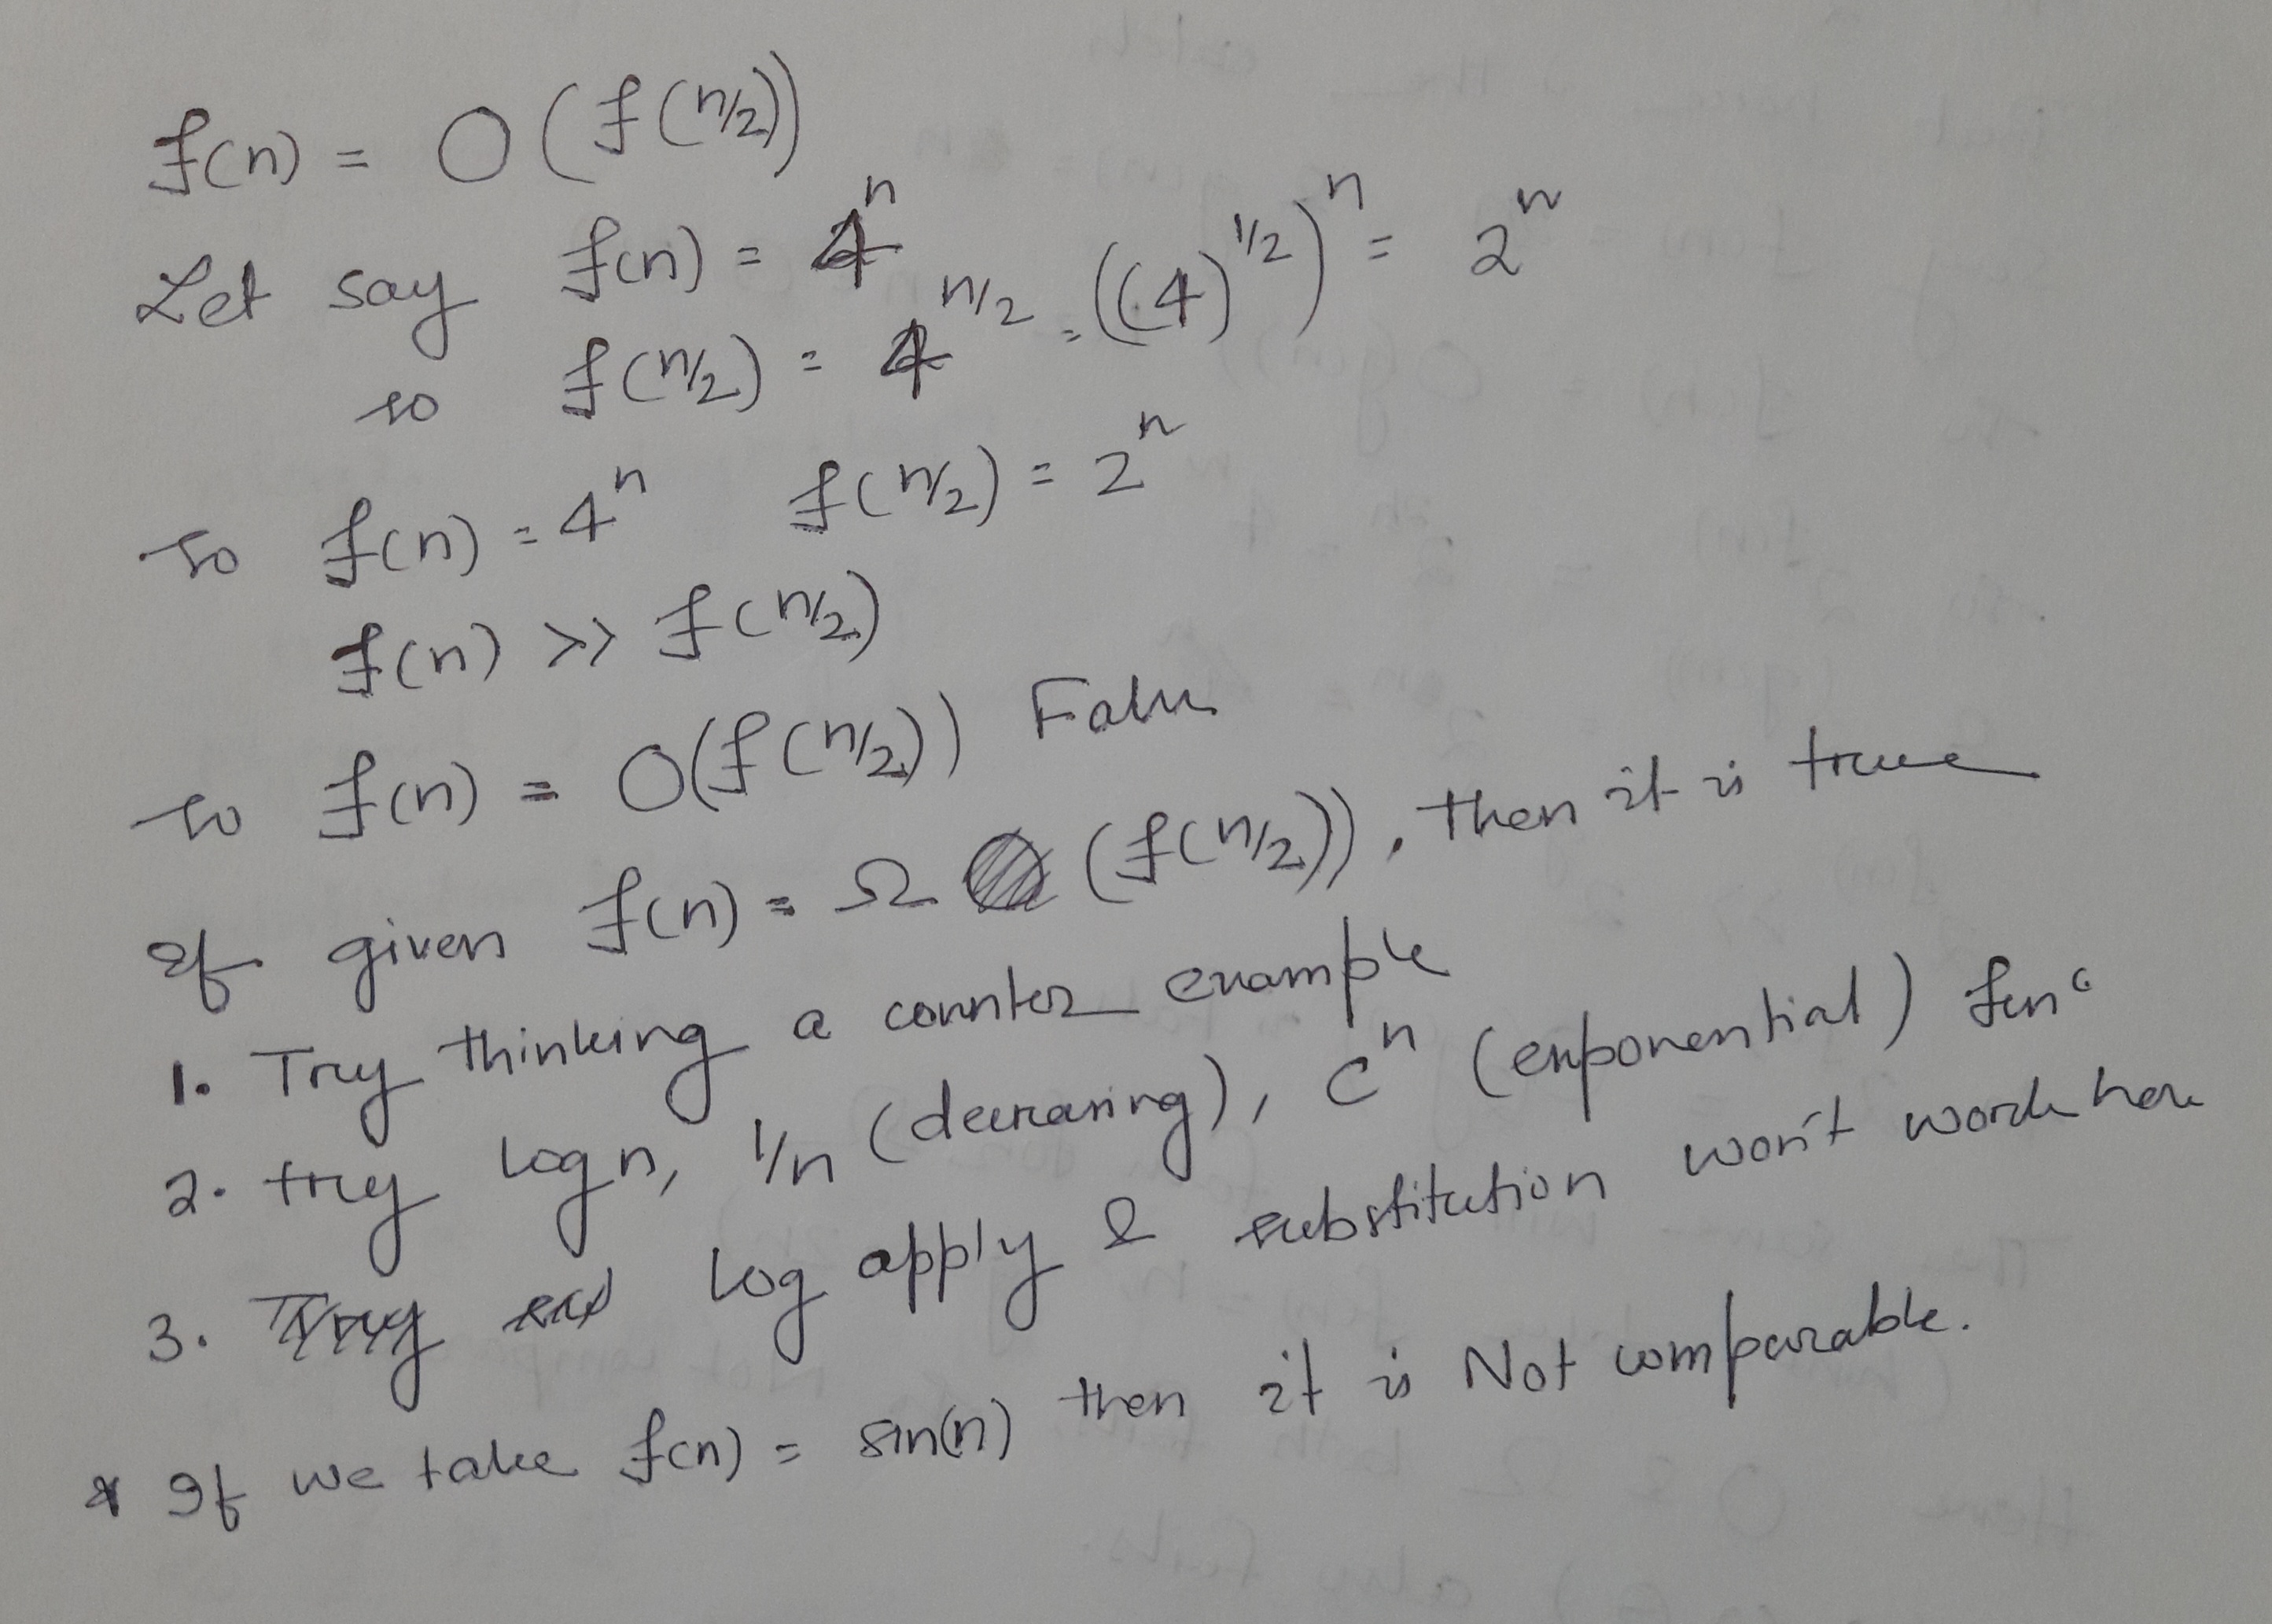 f(n) = O(f(n/2))
Let say f(n) = 4^n
so f(n/2) = 4^n/2 = ((4)^1/2)^n = 2^n
So f(n) = 4^n f(n/2) = 2^n
f(n) >> f(n/2)
so f(n) = O(f(n/2)) False
If given f(n) = Ω (f(n/2)), then it is true
1. Try thinking a counter example
2. try log n, 1/n (decreasing), c^n (exponential) func
3. Log apply & substitution won't work here
* If we take f(n) = sin(n) then it is Not comparable.